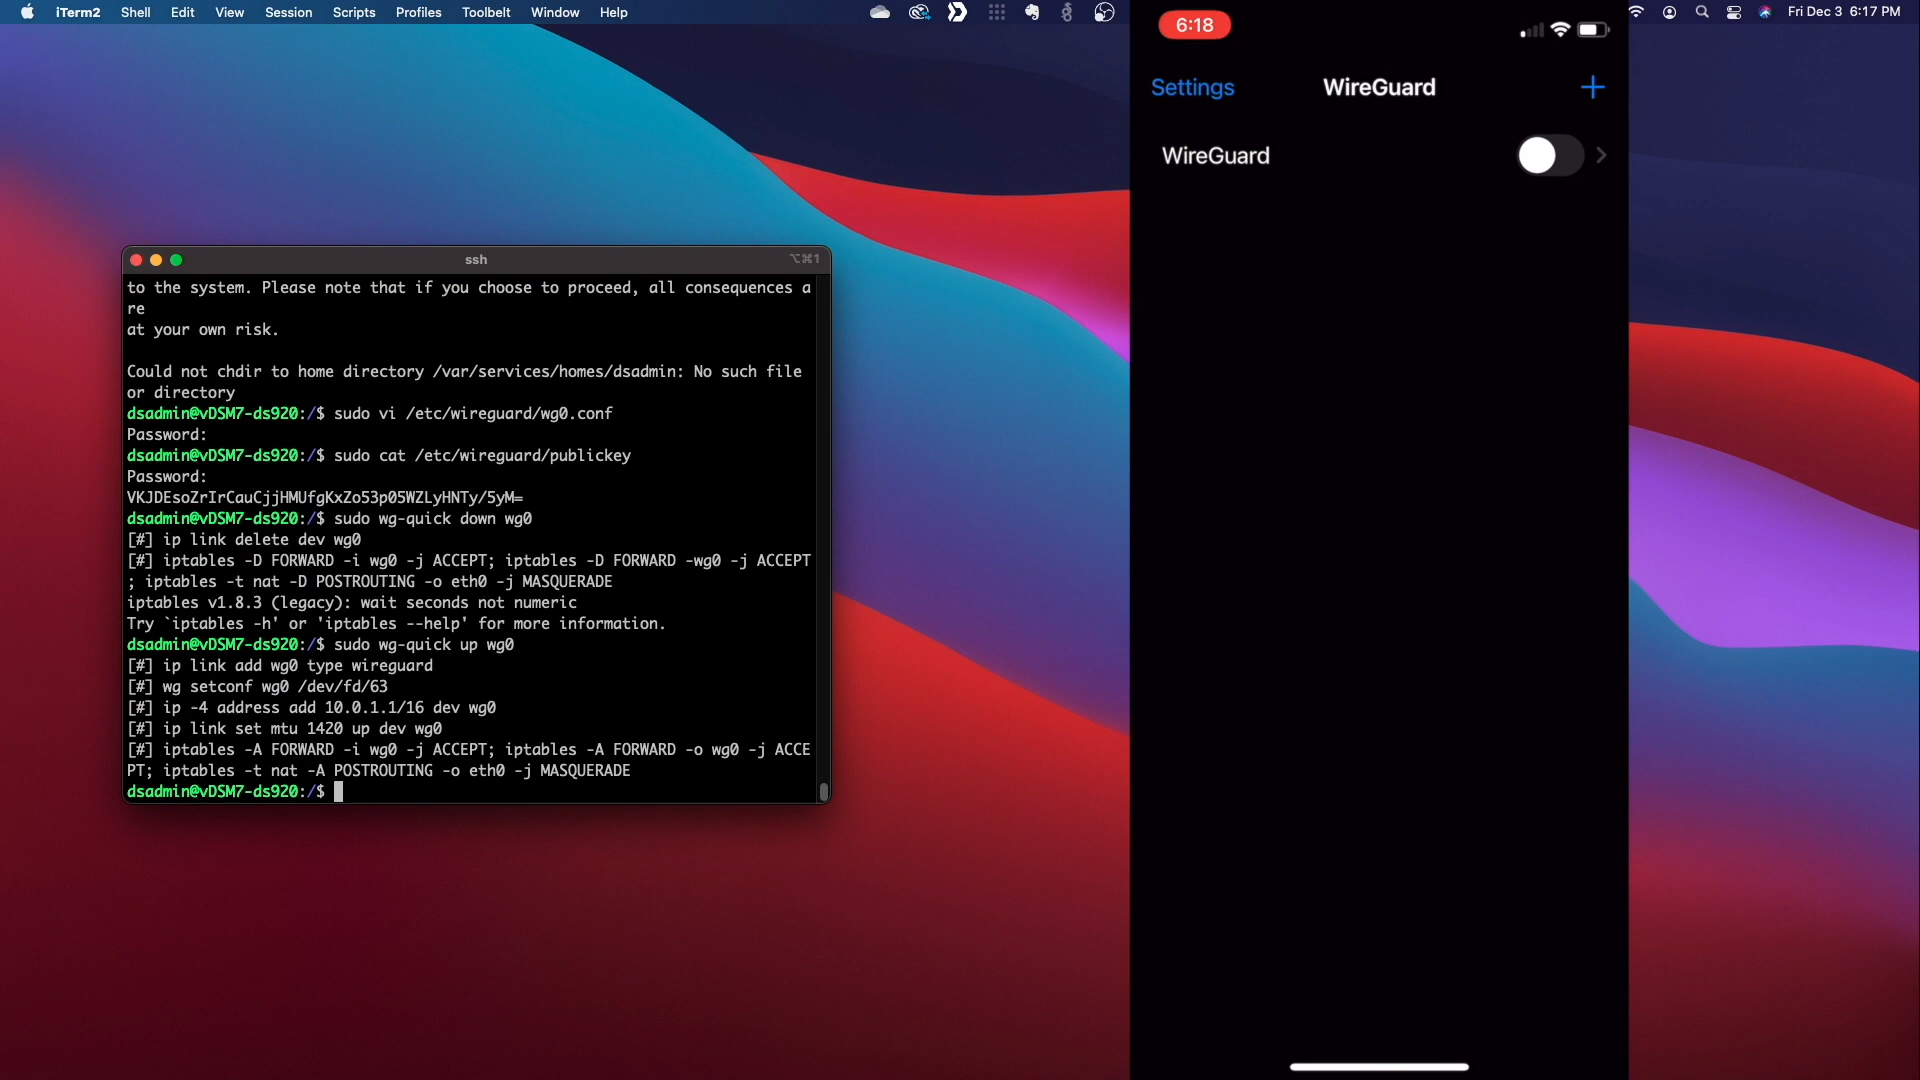 iTerm2 Shell Edit View Session Scripts Profiles Toolbelt Window Help
Fri Dec 3 6:17 PM
6:18
Settings WireGuard +
WireGuard
ssh
⌥⌘1
to the system. Please note that if you choose to proceed, all consequences a
re
at your own risk.
Could not chdir to home directory /var/services/homes/dsadmin: No such file
or directory
dsadmin@vDSM7-ds920:/$ sudo vi /etc/wireguard/wg0.conf
Password:
dsadmin@vDSM7-ds920:/$ sudo cat /etc/wireguard/publickey
Password:
VKJDEsoZrIrCauCjjHMUfgKxZo53p05WZLyHNTy/5yM=
dsadmin@vDSM7-ds920:/$ sudo wg-quick down wg0
[#] ip link delete dev wg0
[#] iptables -D FORWARD -i wg0 -j ACCEPT; iptables -D FORWARD -wg0 -j ACCEPT
; iptables -t nat -D POSTROUTING -o eth0 -j MASQUERADE
iptables v1.8.3 (legacy): wait seconds not numeric
Try `iptables -h' or 'iptables --help' for more information.
dsadmin@vDSM7-ds920:/$ sudo wg-quick up wg0
[#] ip link add wg0 type wireguard
[#] wg setconf wg0 /dev/fd/63
[#] ip -4 address add 10.0.1.1/16 dev wg0
[#] ip link set mtu 1420 up dev wg0
[#] iptables -A FORWARD -i wg0 -j ACCEPT; iptables -A FORWARD -o wg0 -j ACCE
PT; iptables -t nat -A POSTROUTING -o eth0 -j MASQUERADE
dsadmin@vDSM7-ds920:/$